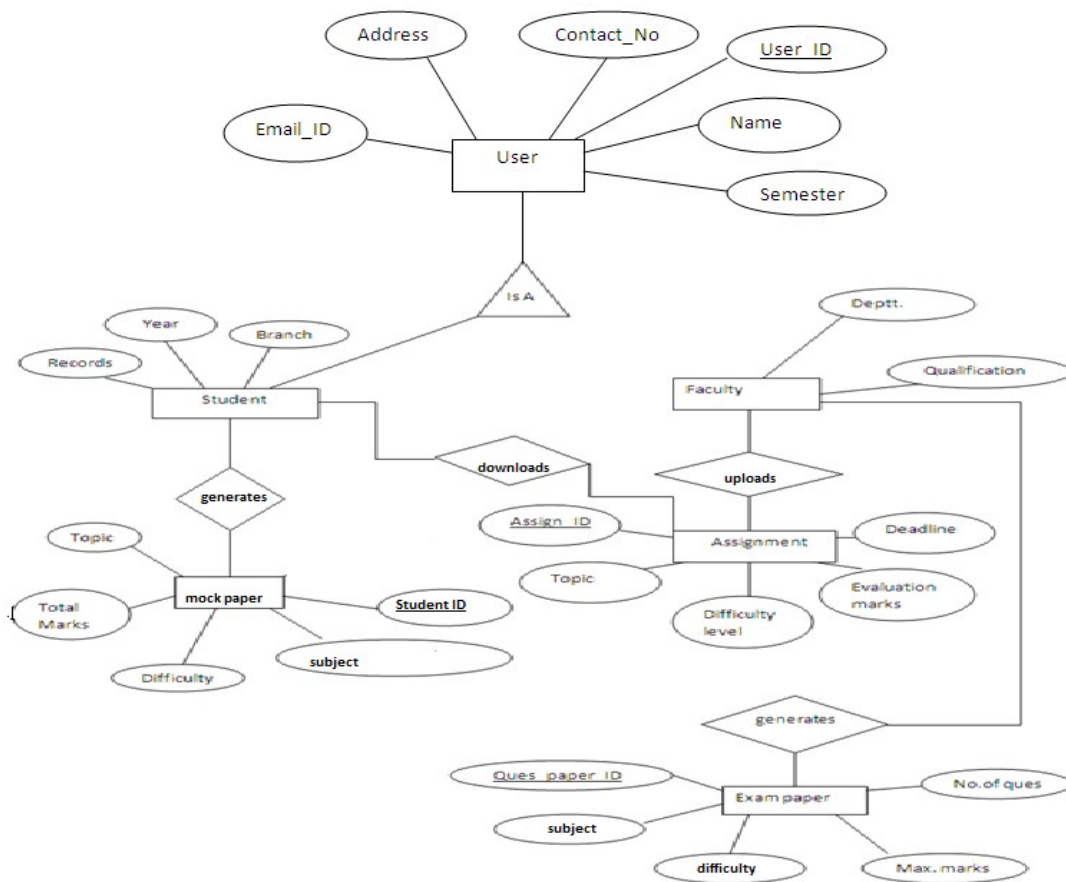 Address
Contact_No
User_ID
Email_ID
Name
User
Semester
Is A
Deptt.
Year
Branch
Records
Qualification
Student
Faculty
downloads
uploads
generates
Assign_ID
Deadline
Topic
Assignment
Topic
Evaluation
marks
mock paper
Student ID
Total
Marks
Difficulty
level
subject
Difficulty
generates
Ques_paper_ID
No.of ques
Exam paper
subject
difficulty
Max. marks